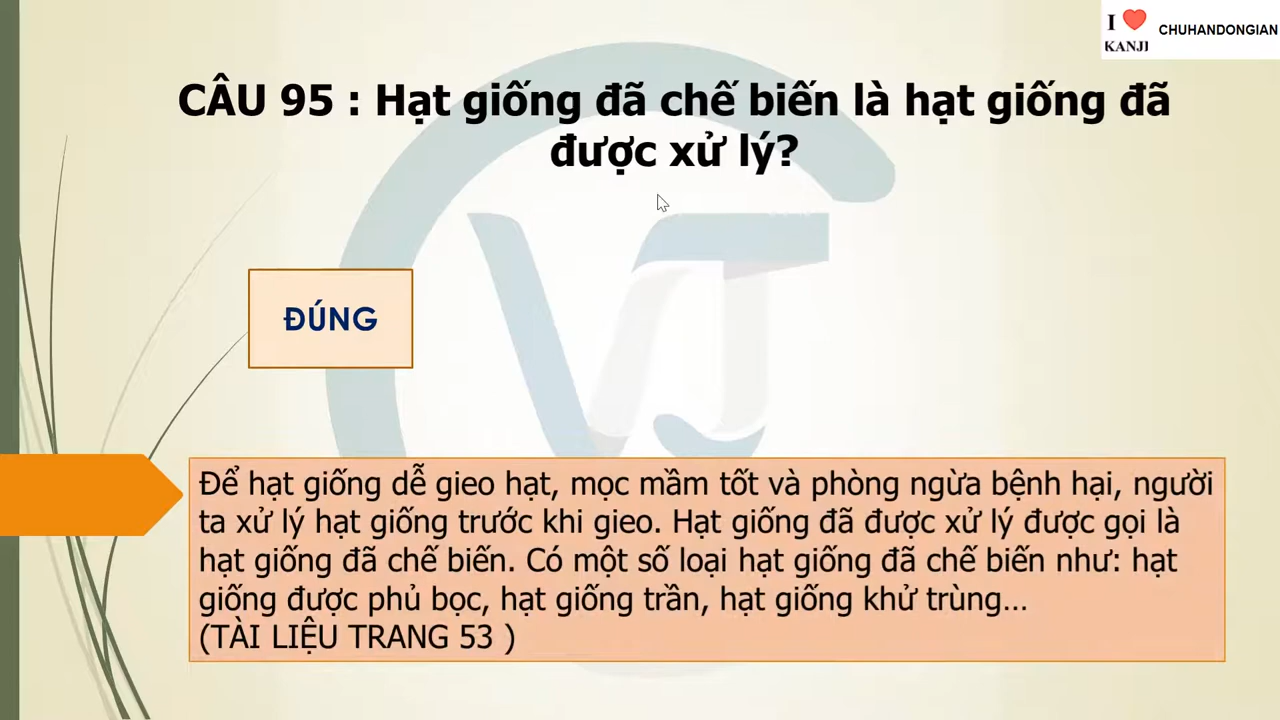 I ❤️
KANJI
CHUHANDONGIAN
CÂU 95 : Hạt giống đã chế biến là hạt giống đã
được xử lý?
ĐÚNG
Để hạt giống dễ gieo hạt, mọc mầm tốt và phòng ngừa bệnh hại, người
ta xử lý hạt giống trước khi gieo. Hạt giống đã được xử lý được gọi là
hạt giống đã chế biến. Có một số loại hạt giống đã chế biến như: hạt
giống được phủ bọc, hạt giống trần, hạt giống khử trùng...
(TÀI LIỆU TRANG 53 )